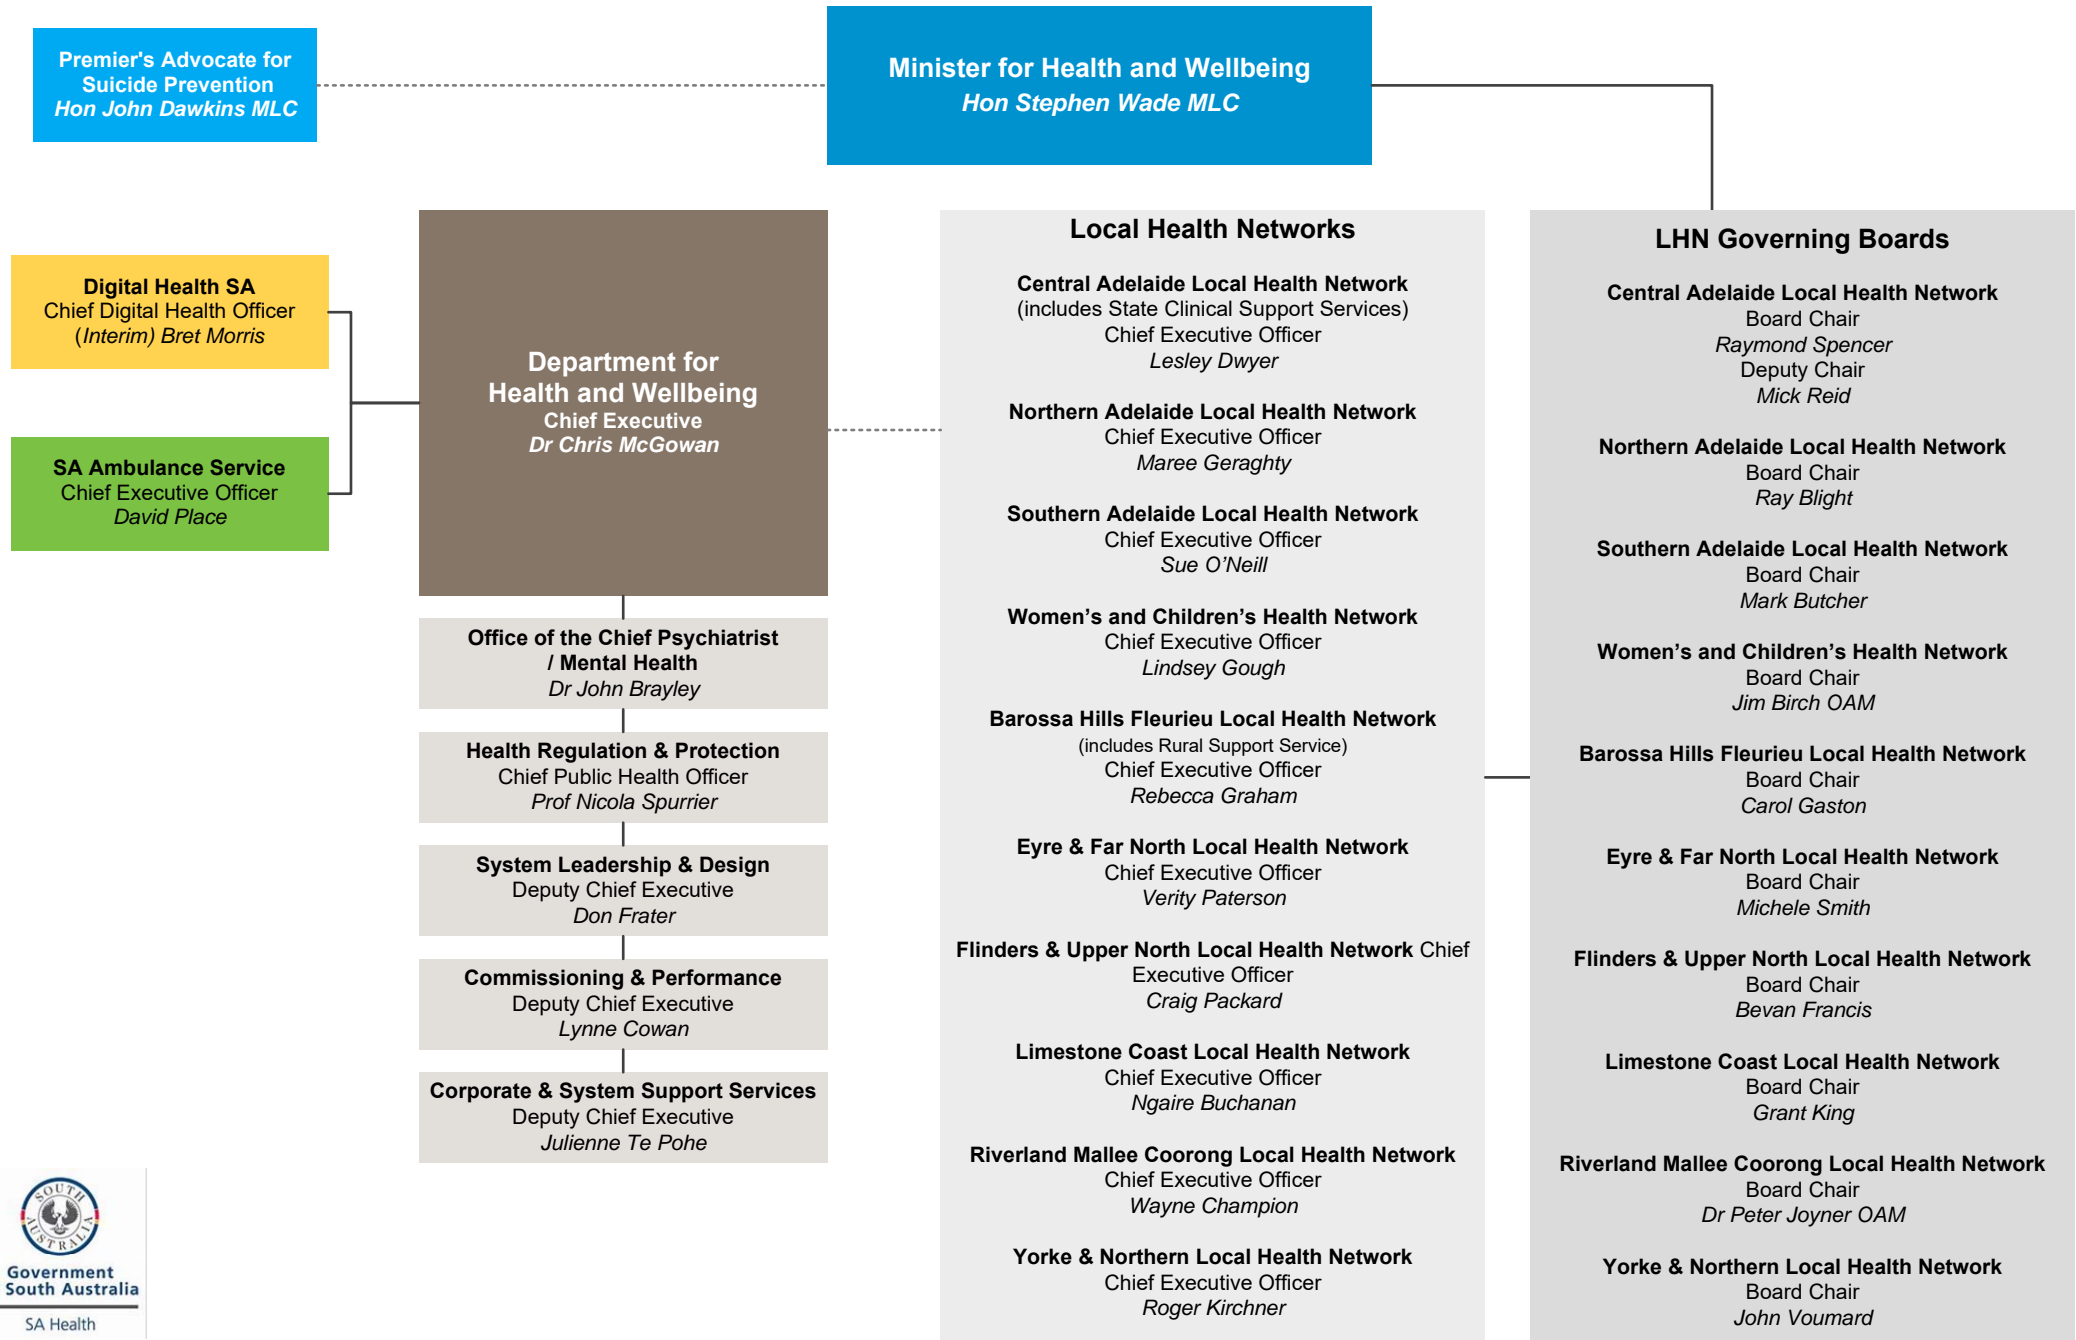 Premier's Advocate for
Suicide Prevention
Hon John Dawkins MLC
Minister for Health and Wellbeing
Hon Stephen Wade MLC
Digital Health SA
Chief Digital Health Officer
(Interim) Bret Morris
SA Ambulance Service
Chief Executive Officer
David Place
Department for
Health and Wellbeing
Chief Executive
Dr Chris McGowan
Office of the Chief Psychiatrist
/ Mental Health
Dr John Brayley
Health Regulation & Protection
Chief Public Health Officer
Prof Nicola Spurrier
System Leadership & Design
Deputy Chief Executive
Don Frater
Commissioning & Performance
Deputy Chief Executive
Lynne Cowan
Corporate & System Support Services
Deputy Chief Executive
Julienne Te Pohe
Local Health Networks
Central Adelaide Local Health Network
(includes State Clinical Support Services)
Chief Executive Officer
Lesley Dwyer
Northern Adelaide Local Health Network
Chief Executive Officer
Maree Geraghty
Southern Adelaide Local Health Network
Chief Executive Officer
Sue O’Neill
Women’s and Children’s Health Network
Chief Executive Officer
Lindsey Gough
Barossa Hills Fleurieu Local Health Network
(includes Rural Support Service)
Chief Executive Officer
Rebecca Graham
Eyre & Far North Local Health Network
Chief Executive Officer
Verity Paterson
Flinders & Upper North Local Health Network Chief
Executive Officer
Craig Packard
Limestone Coast Local Health Network
Chief Executive Officer
Ngaire Buchanan
Riverland Mallee Coorong Local Health Network
Chief Executive Officer
Wayne Champion
Yorke & Northern Local Health Network
Chief Executive Officer
Roger Kirchner
LHN Governing Boards
Central Adelaide Local Health Network
Board Chair
Raymond Spencer
Deputy Chair
Mick Reid
Northern Adelaide Local Health Network
Board Chair
Ray Blight
Southern Adelaide Local Health Network
Board Chair
Mark Butcher
Women’s and Children’s Health Network
Board Chair
Jim Birch OAM
Barossa Hills Fleurieu Local Health Network
Board Chair
Carol Gaston
Eyre & Far North Local Health Network
Board Chair
Michele Smith
Flinders & Upper North Local Health Network
Board Chair
Bevan Francis
Limestone Coast Local Health Network
Board Chair
Grant King
Riverland Mallee Coorong Local Health Network
Board Chair
Dr Peter Joyner OAM
Yorke & Northern Local Health Network
Board Chair
John Voumard
SOUTH
AUSTRALIA
Government
South Australia
SA Health